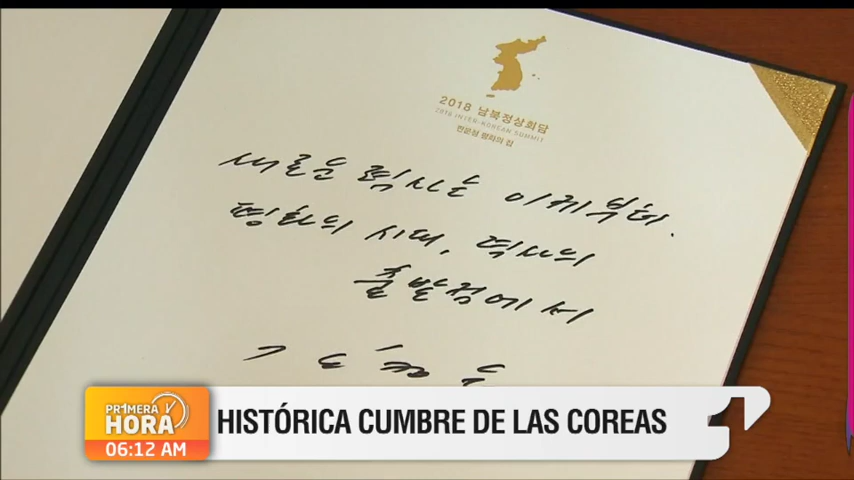 2018 남북정상회담
2018 INTER-KOREAN SUMMIT
판문점 평화의 집
새로운 력사는 이제부터.
평화의 시대, 력사의
출발점에서
PRIMERA
HORA
06:12 AM
HISTÓRICA CUMBRE DE LAS COREAS
1